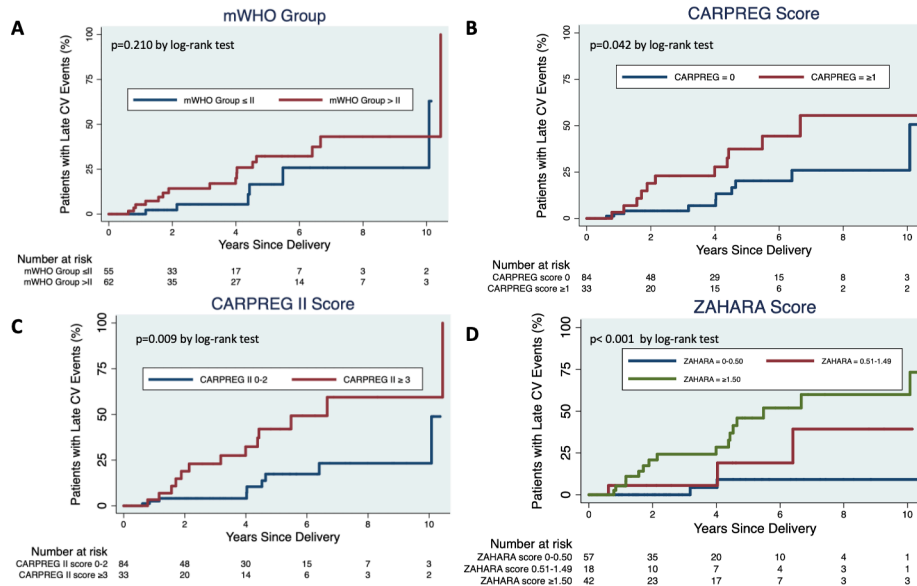 A
mWHO Group
p=0.210 by log-rank test
mWHO Group ≤ II
mWHO Group > II
Patients with Late CV Events (%)
100
75
50
25
0
0 2 4 6 8 10
Years Since Delivery
Number at risk
mWHO Group ≤II 55 33 17 7 3 2
mWHO Group >II 62 35 27 14 7 3
B
CARPREG Score
p=0.042 by log-rank test
CARPREG = 0
CARPREG = ≥1
Patients with Late CV Events (%)
100
75
50
25
0
0 2 4 6 8 10
Years Since Delivery
Number at risk
CARPREG score 0 84 48 29 15 8 3
CARPREG score ≥1 33 20 15 6 2 2
C
CARPREG II Score
p=0.009 by log-rank test
CARPREG II 0-2
CARPREG II ≥ 3
Patients with Late CV Events (%)
100
75
50
25
0
0 2 4 6 8 10
Years Since Delivery
Number at risk
CARPREG II score 0-2 84 48 30 15 7 3
CARPREG II score ≥3 33 20 14 6 3 2
D
ZAHARA Score
p< 0.001 by log-rank test
ZAHARA = 0-0.50
ZAHARA = 0.51-1.49
ZAHARA = ≥1.50
Patients with Late CV Events (%)
100
75
50
25
0
0 2 4 6 8 10
Years Since Delivery
Number at risk
ZAHARA score 0-0.50 57 35 20 10 4 1
ZAHARA score 0.51-1.49 18 10 7 4 3 1
ZAHARA score ≥1.50 42 23 17 7 3 3